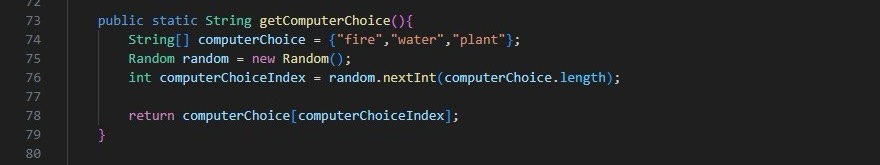 72
73 public static String getComputerChoice(){
74 String[] computerChoice = {"fire","water","plant"};
75 Random random = new Random();
76 int computerChoiceIndex = random.nextInt(computerChoice.length);
77
78 return computerChoice[computerChoiceIndex];
79 }
80